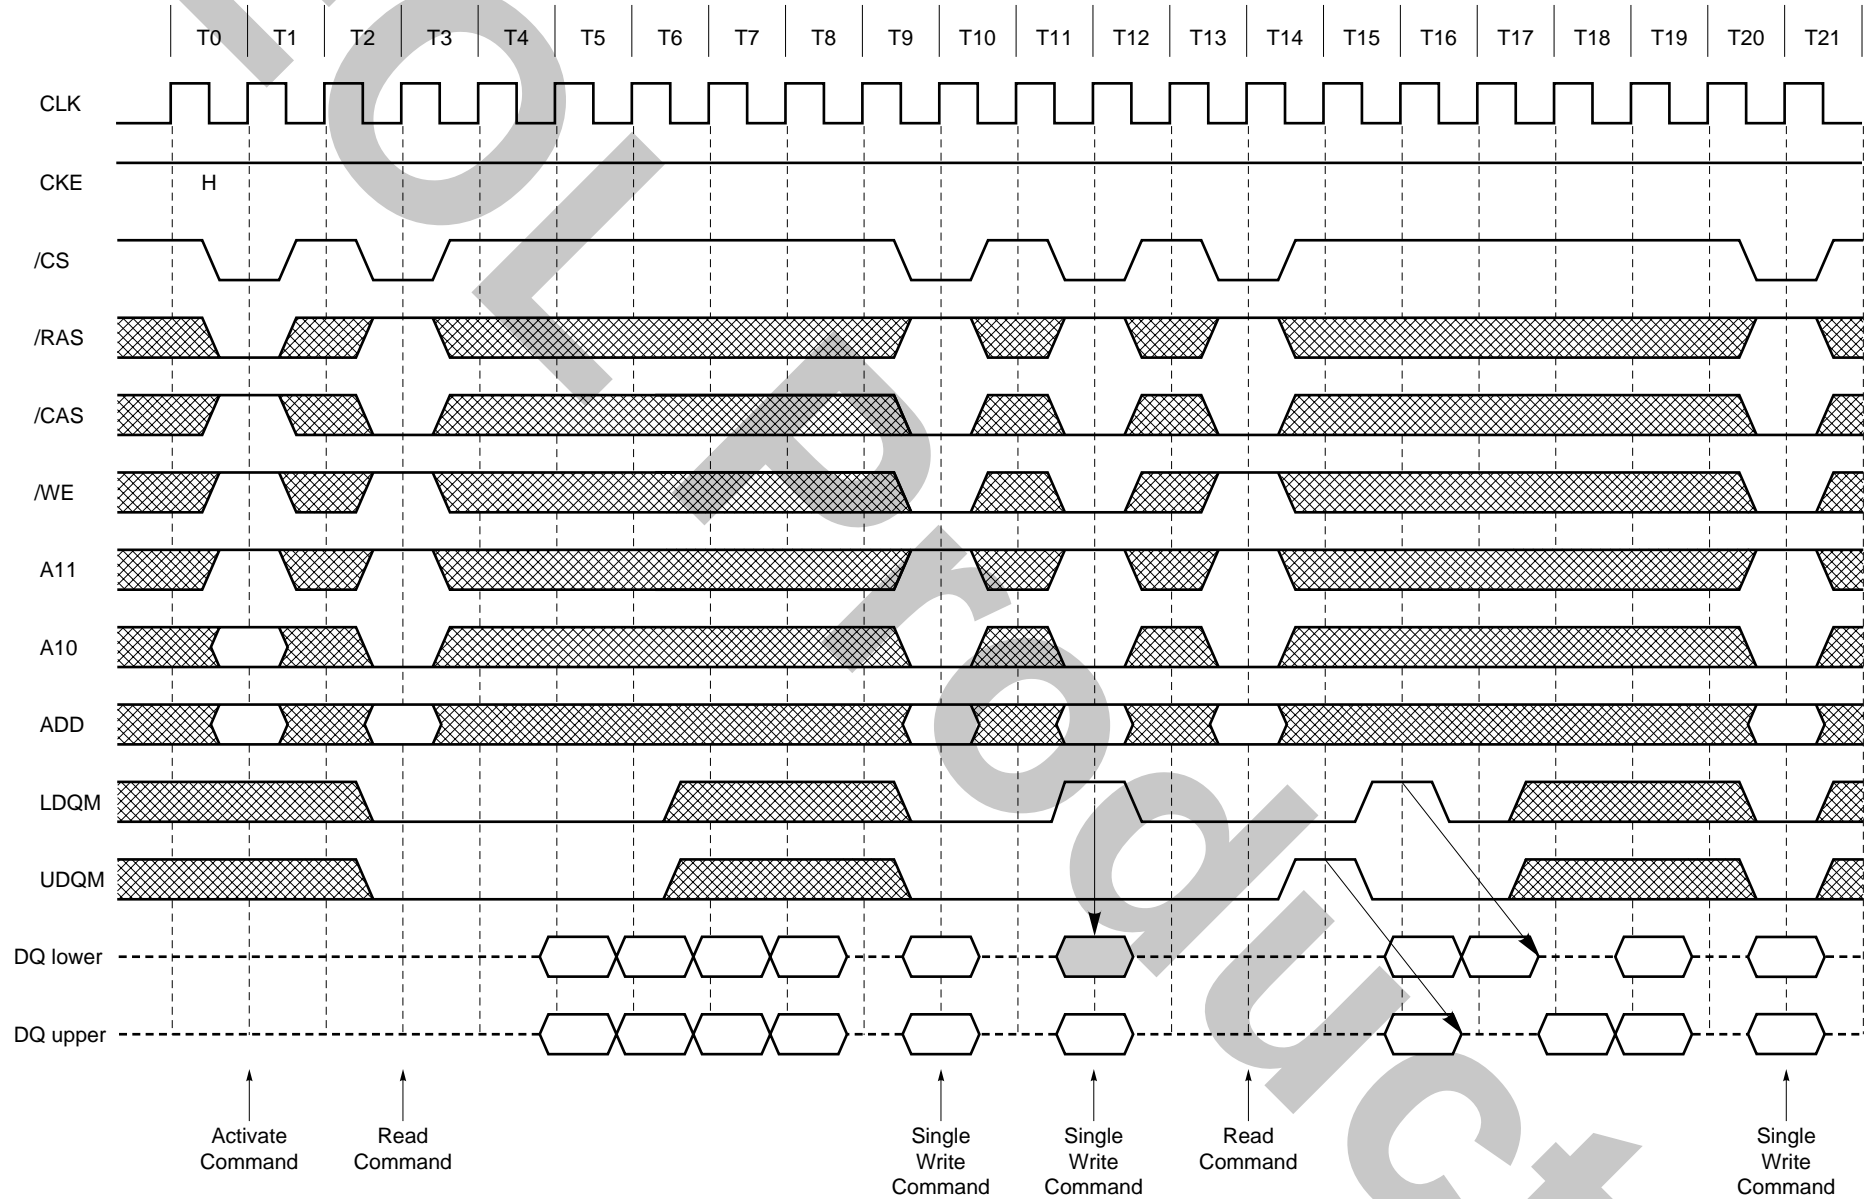 T0 T1 T2 T3 T4 T5 T6 T7 T8 T9 T10 T11 T12 T13 T14 T15 T16 T17 T18 T19 T20 T21
CLK
CKE H
/CS
/RAS
/CAS
/WE
A11
A10
ADD
LDQM
UDQM
DQ lower
DQ upper
Activate
Command
Read
Command
Single
Write
Command
Single
Write
Command
Read
Command
Single
Write
Command
OL Product